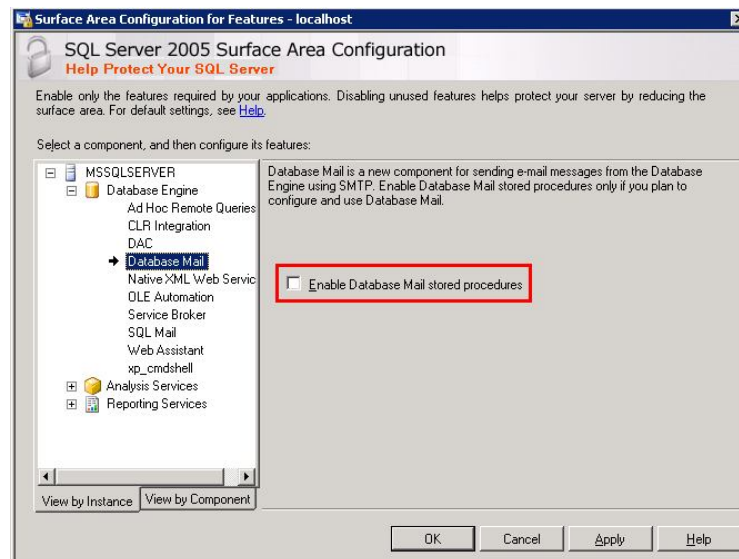 Surface Area Configuration for Features - localhost
SQL Server 2005 Surface Area Configuration
Help Protect Your SQL Server
Enable only the features required by your applications. Disabling unused features helps protect your server by reducing the
surface area. For default settings, see Help.
Select a component, and then configure its features:
MSSQLSERVER
Database Engine
Ad Hoc Remote Queries
CLR Integration
DAC
Database Mail
Native XML Web Servic
OLE Automation
Service Broker
SQL Mail
Web Assistant
xp_cmdshell
Analysis Services
Reporting Services
View by Instance
View by Component
Database Mail is a new component for sending e-mail messages from the Database
Engine using SMTP. Enable Database Mail stored procedures only if you plan to
configure and use Database Mail.
Enable Database Mail stored procedures
OK
Cancel
Apply
Help